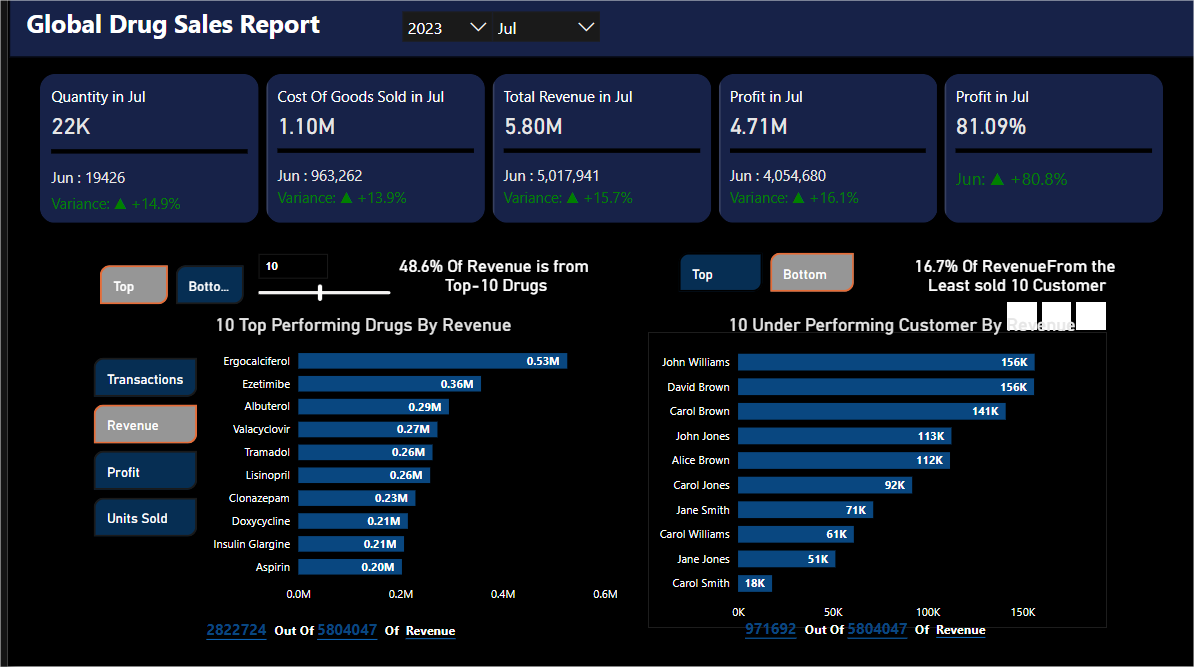 Global Drug Sales Report
2023
Jul
Quantity in Jul
22K
Jun : 19426
Variance: ▲ +14.9%
Cost Of Goods Sold in Jul
1.10M
Jun : 963,262
Variance: ▲ +13.9%
Total Revenue in Jul
5.80M
Jun : 5,017,941
Variance: ▲ +15.7%
Profit in Jul
4.71M
Jun : 4,054,680
Variance: ▲ +16.1%
Profit in Jul
81.09%
Jun: ▲ +80.8%
Top
Botto...
10
48.6% Of Revenue is from
Top-10 Drugs
10 Top Performing Drugs By Revenue
Transactions
Revenue
Profit
Units Sold
Ergocalciferol 0.53M
Ezetimibe 0.36M
Albuterol 0.29M
Valacyclovir 0.27M
Tramadol 0.26M
Lisinopril 0.26M
Clonazepam 0.23M
Doxycycline 0.21M
Insulin Glargine 0.21M
Aspirin 0.20M
0.0M 0.2M 0.4M 0.6M
2822724 Out Of 5804047 Of Revenue
Top
Bottom
16.7% Of RevenueFrom the
Least sold 10 Customer
10 Under Performing Customer By Revenue
John Williams 156K
David Brown 156K
Carol Brown 141K
John Jones 113K
Alice Brown 112K
Carol Jones 92K
Jane Smith 71K
Carol Williams 61K
Jane Jones 51K
Carol Smith 18K
0K 50K 100K 150K
971692 Out Of 5804047 Of Revenue